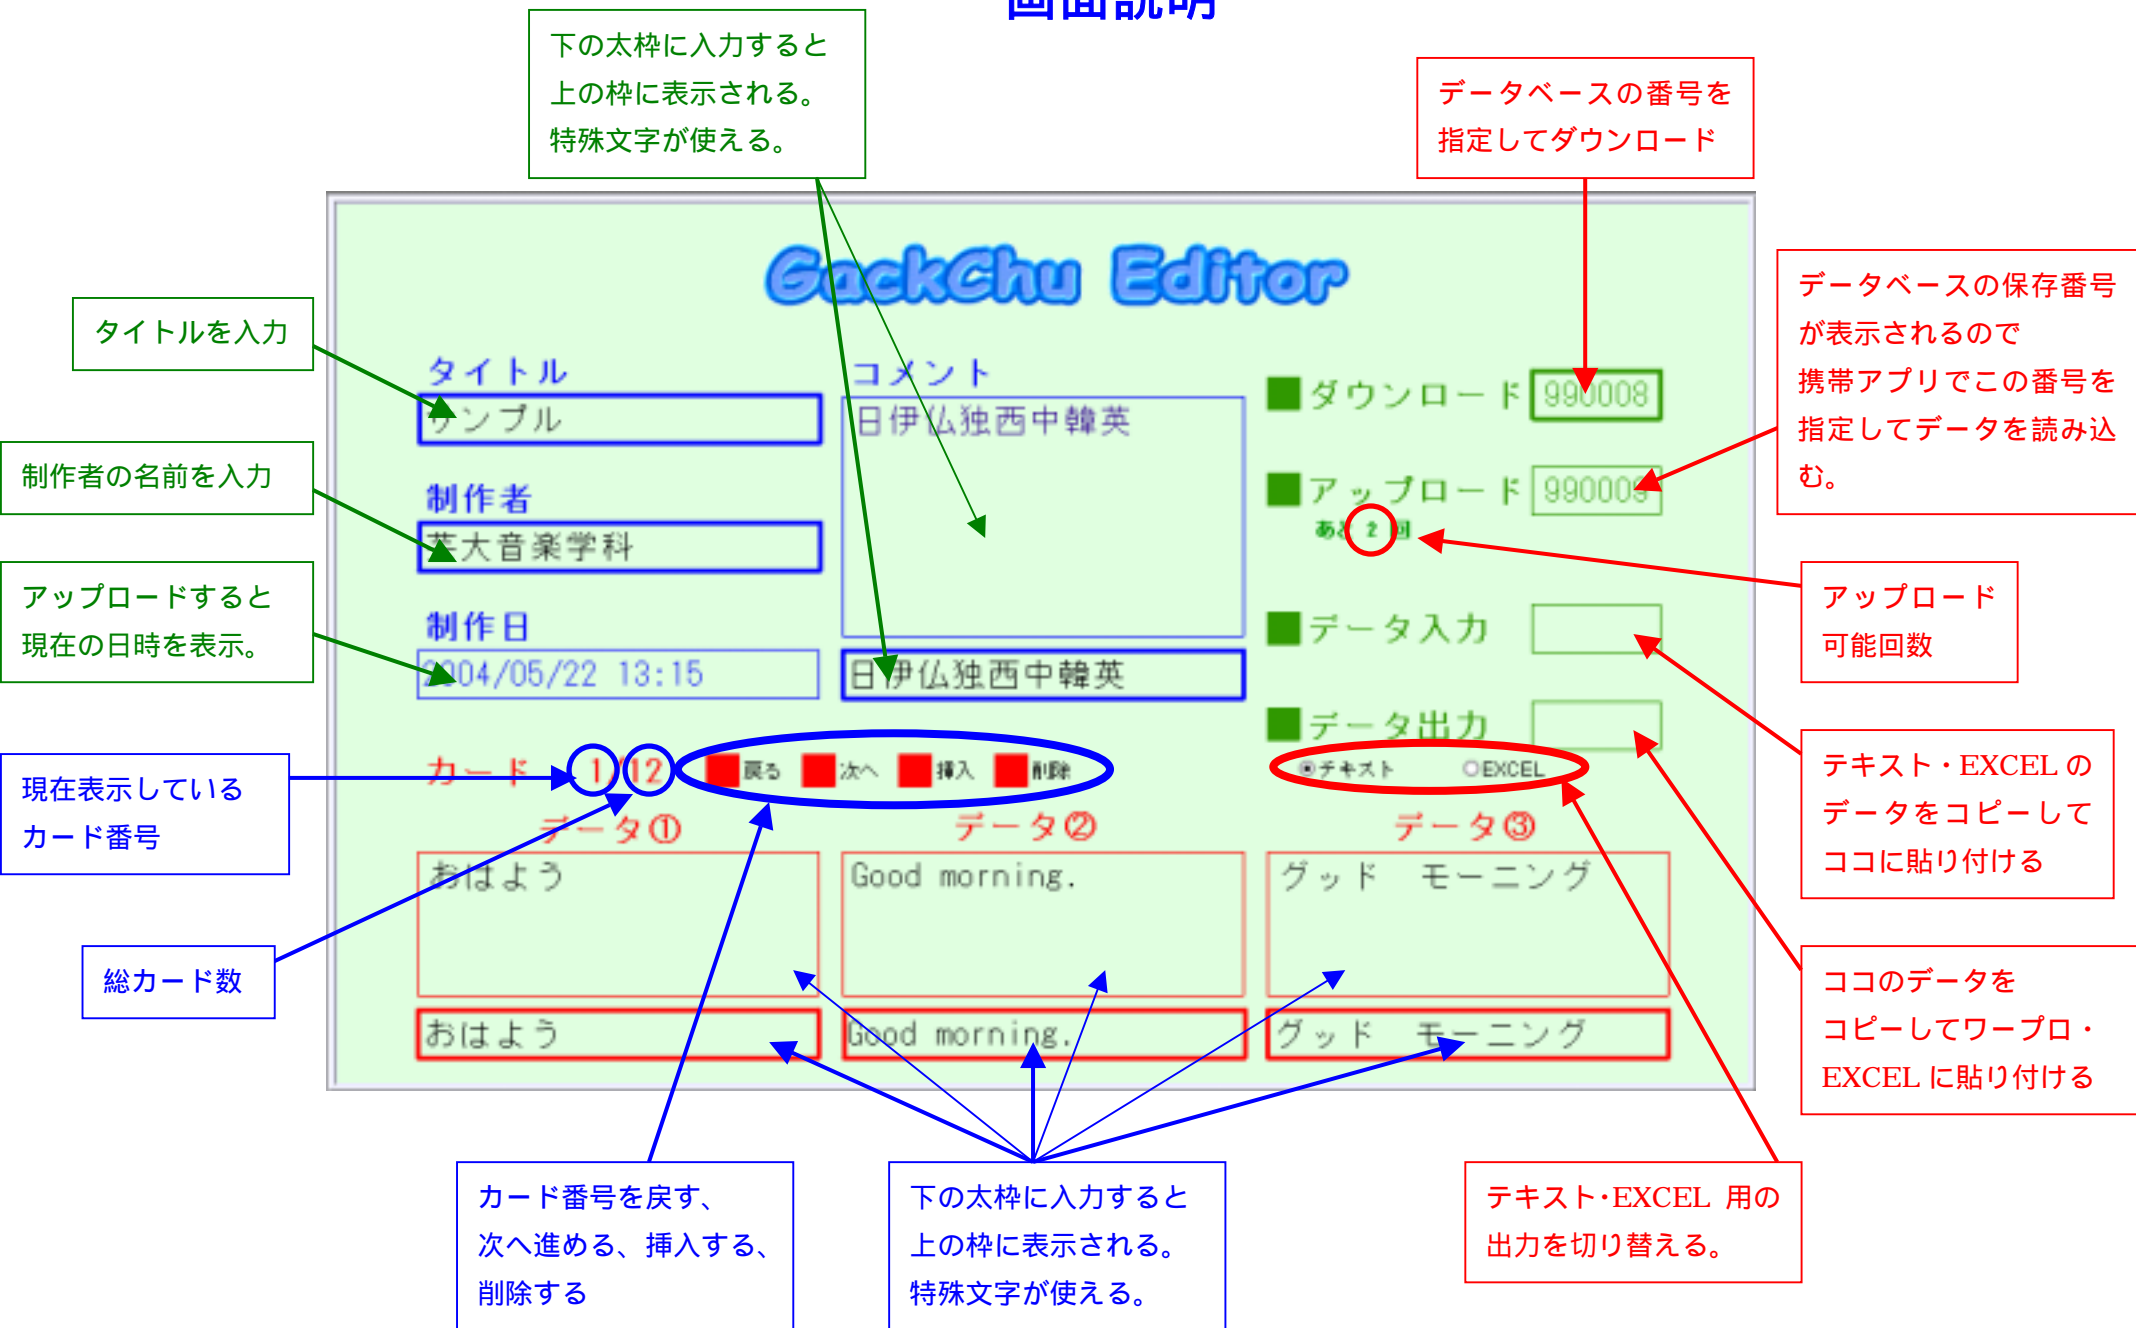 画面説明
下の太枠に入力すると
上の枠に表示される。
特殊文字が使える。
データベースの番号を
指定してダウンロード
GackChu Editor
データベースの保存番号
が表示されるので
携帯アプリでこの番号を
指定してデータを読み込
む。
タイトルを入力
タイトル
サンプル
コメント
日伊仏独西中韓英
■ダウンロード 990008
制作者の名前を入力
制作者
芸大音楽学科
■アップロード 990009
あと 2 回
アップロード
可能回数
アップロードすると
現在の日時を表示。
制作日
2004/05/22 13:15
日伊仏独西中韓英
■データ入力
■データ出力
テキスト・EXCEL の
データをコピーして
ココに貼り付ける
現在表示している
カード番号
カード 1/12 戻る 次へ 挿入 削除
テキスト EXCEL
データ① データ② データ③
おはよう Good morning. グッド モーニング
総カード数
おはよう Good morning. グッド モーニング
ココのデータを
コピーしてワープロ・
EXCEL に貼り付ける
カード番号を戻す、
次へ進める、挿入する、
削除する
下の太枠に入力すると
上の枠に表示される。
特殊文字が使える。
テキスト・EXCEL 用の
出力を切り替える。